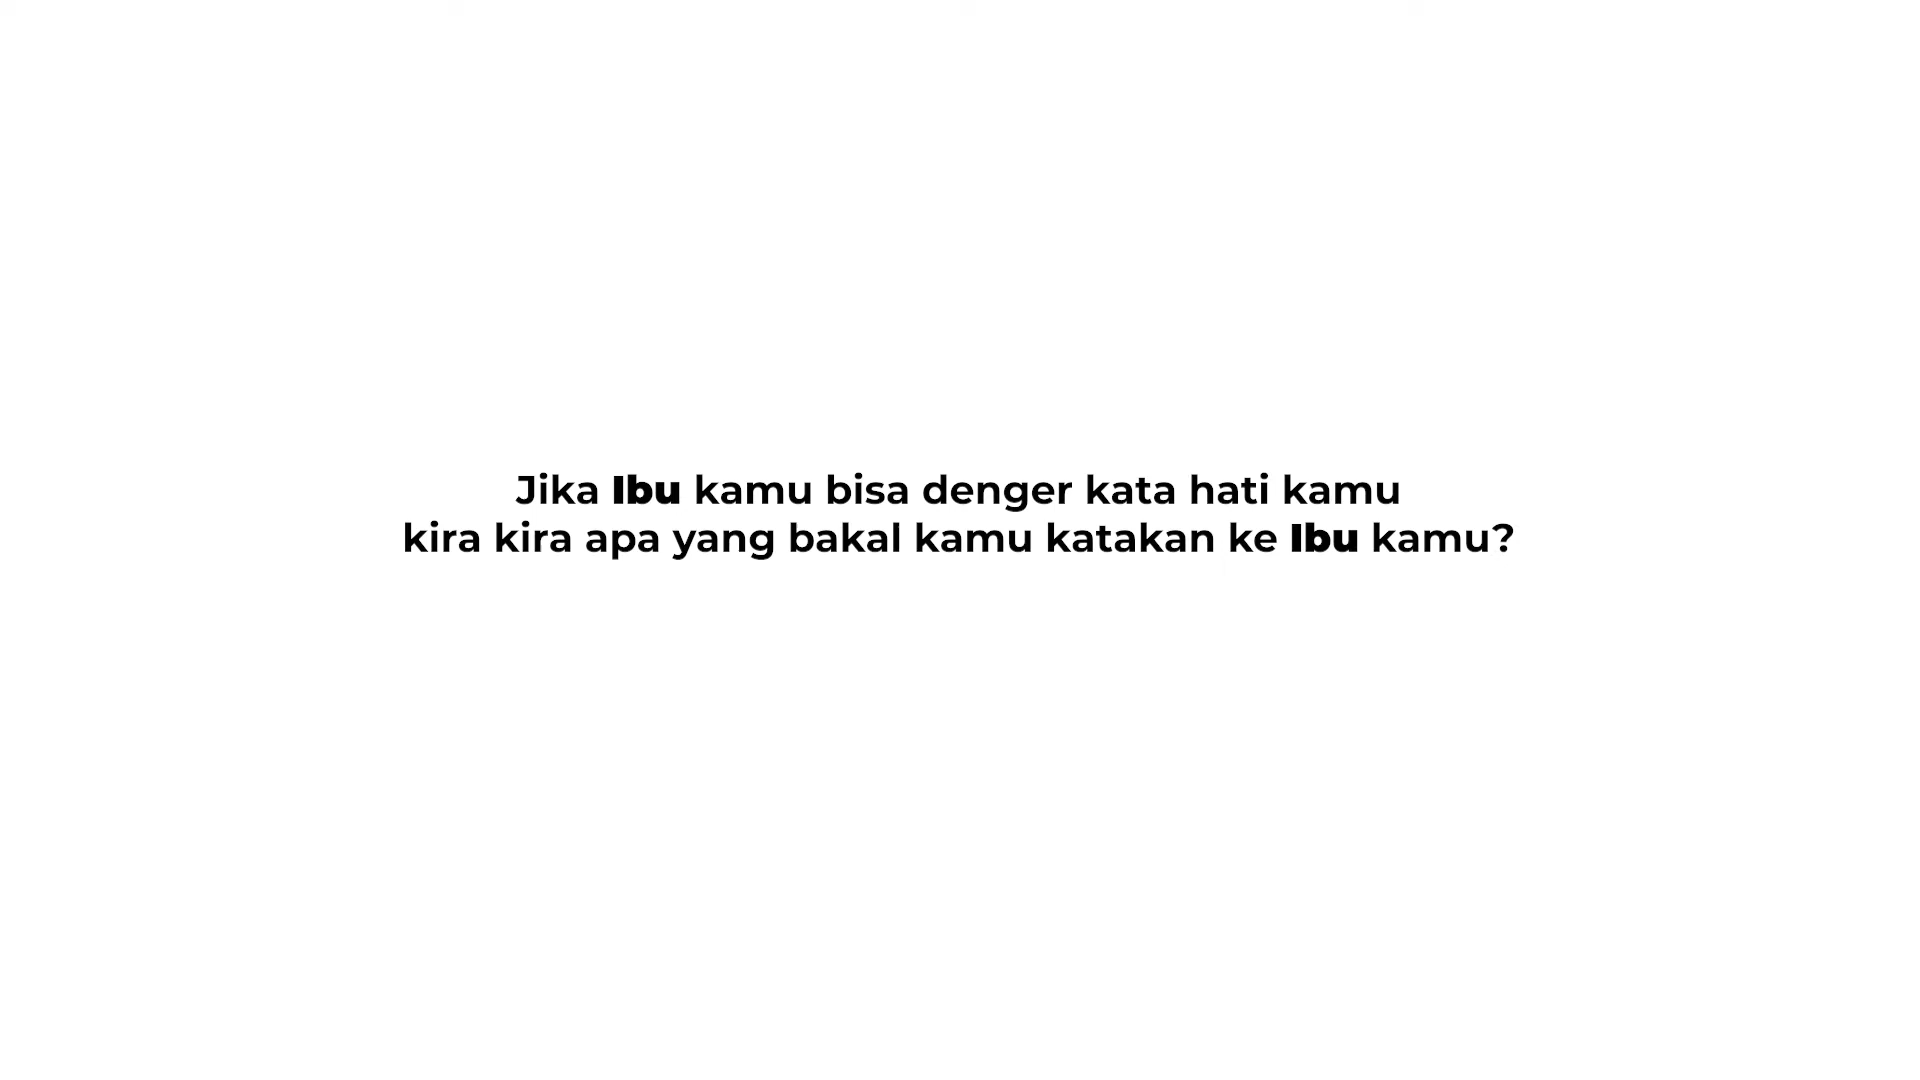 Jika Ibu kamu bisa denger kata hati kamu
kira kira apa yang bakal kamu katakan ke Ibu kamu?